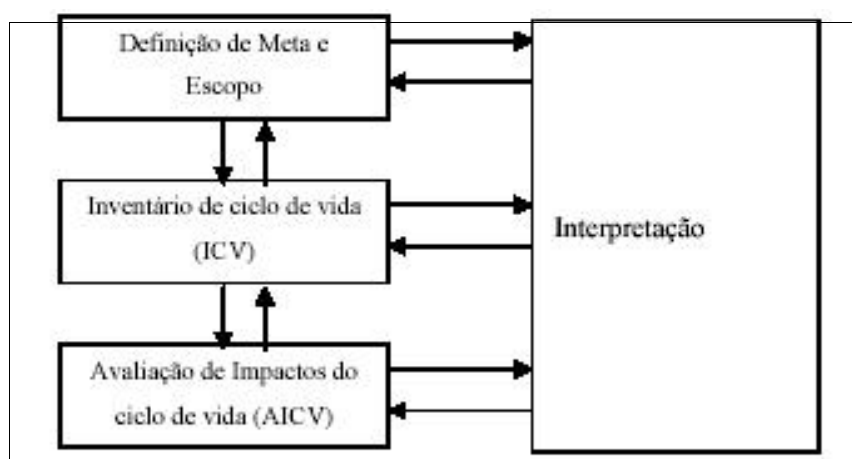 Definição de Meta e
Escopo
Inventário de ciclo de vida
(ICV)
Interpretação
Avaliação de Impactos do
ciclo de vida (AICV)